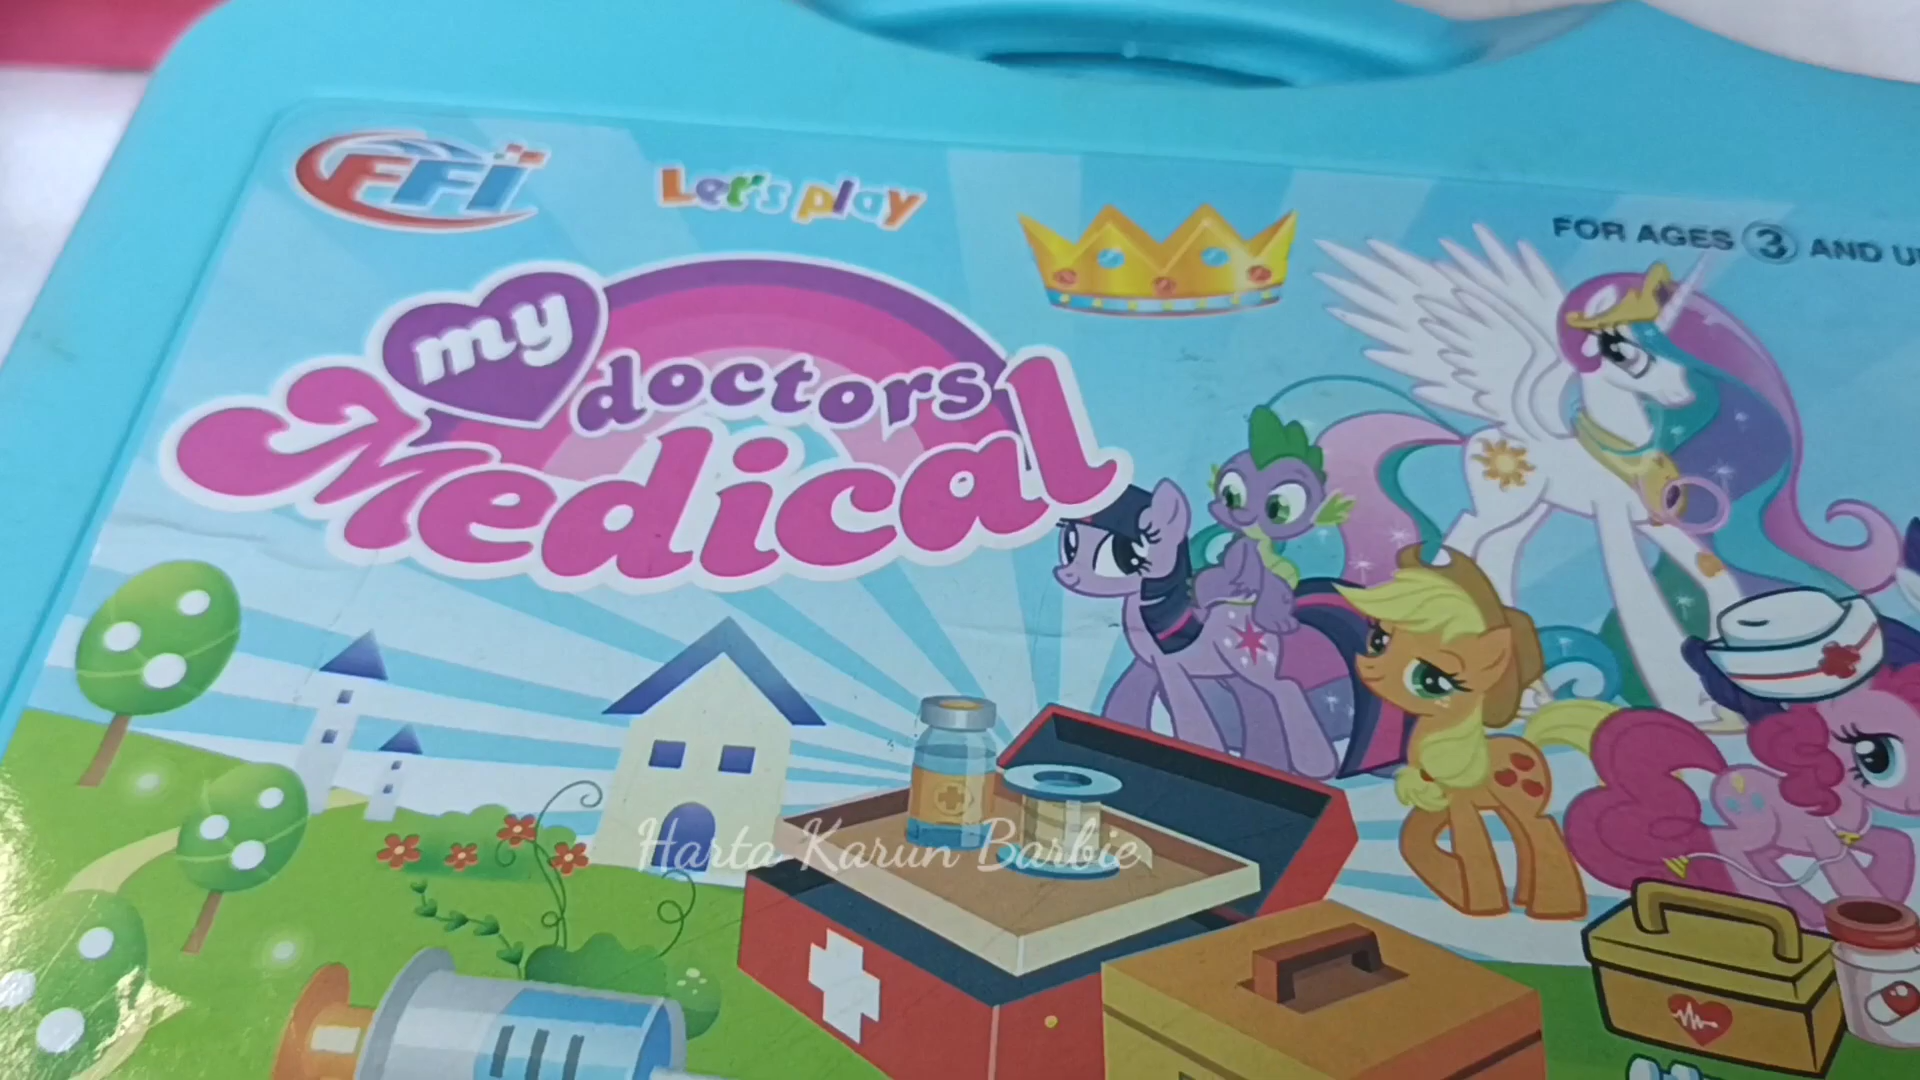 FFI
Let's play
FOR AGES 3 AND
my
doctors
Medical
Harta Karun Barbie